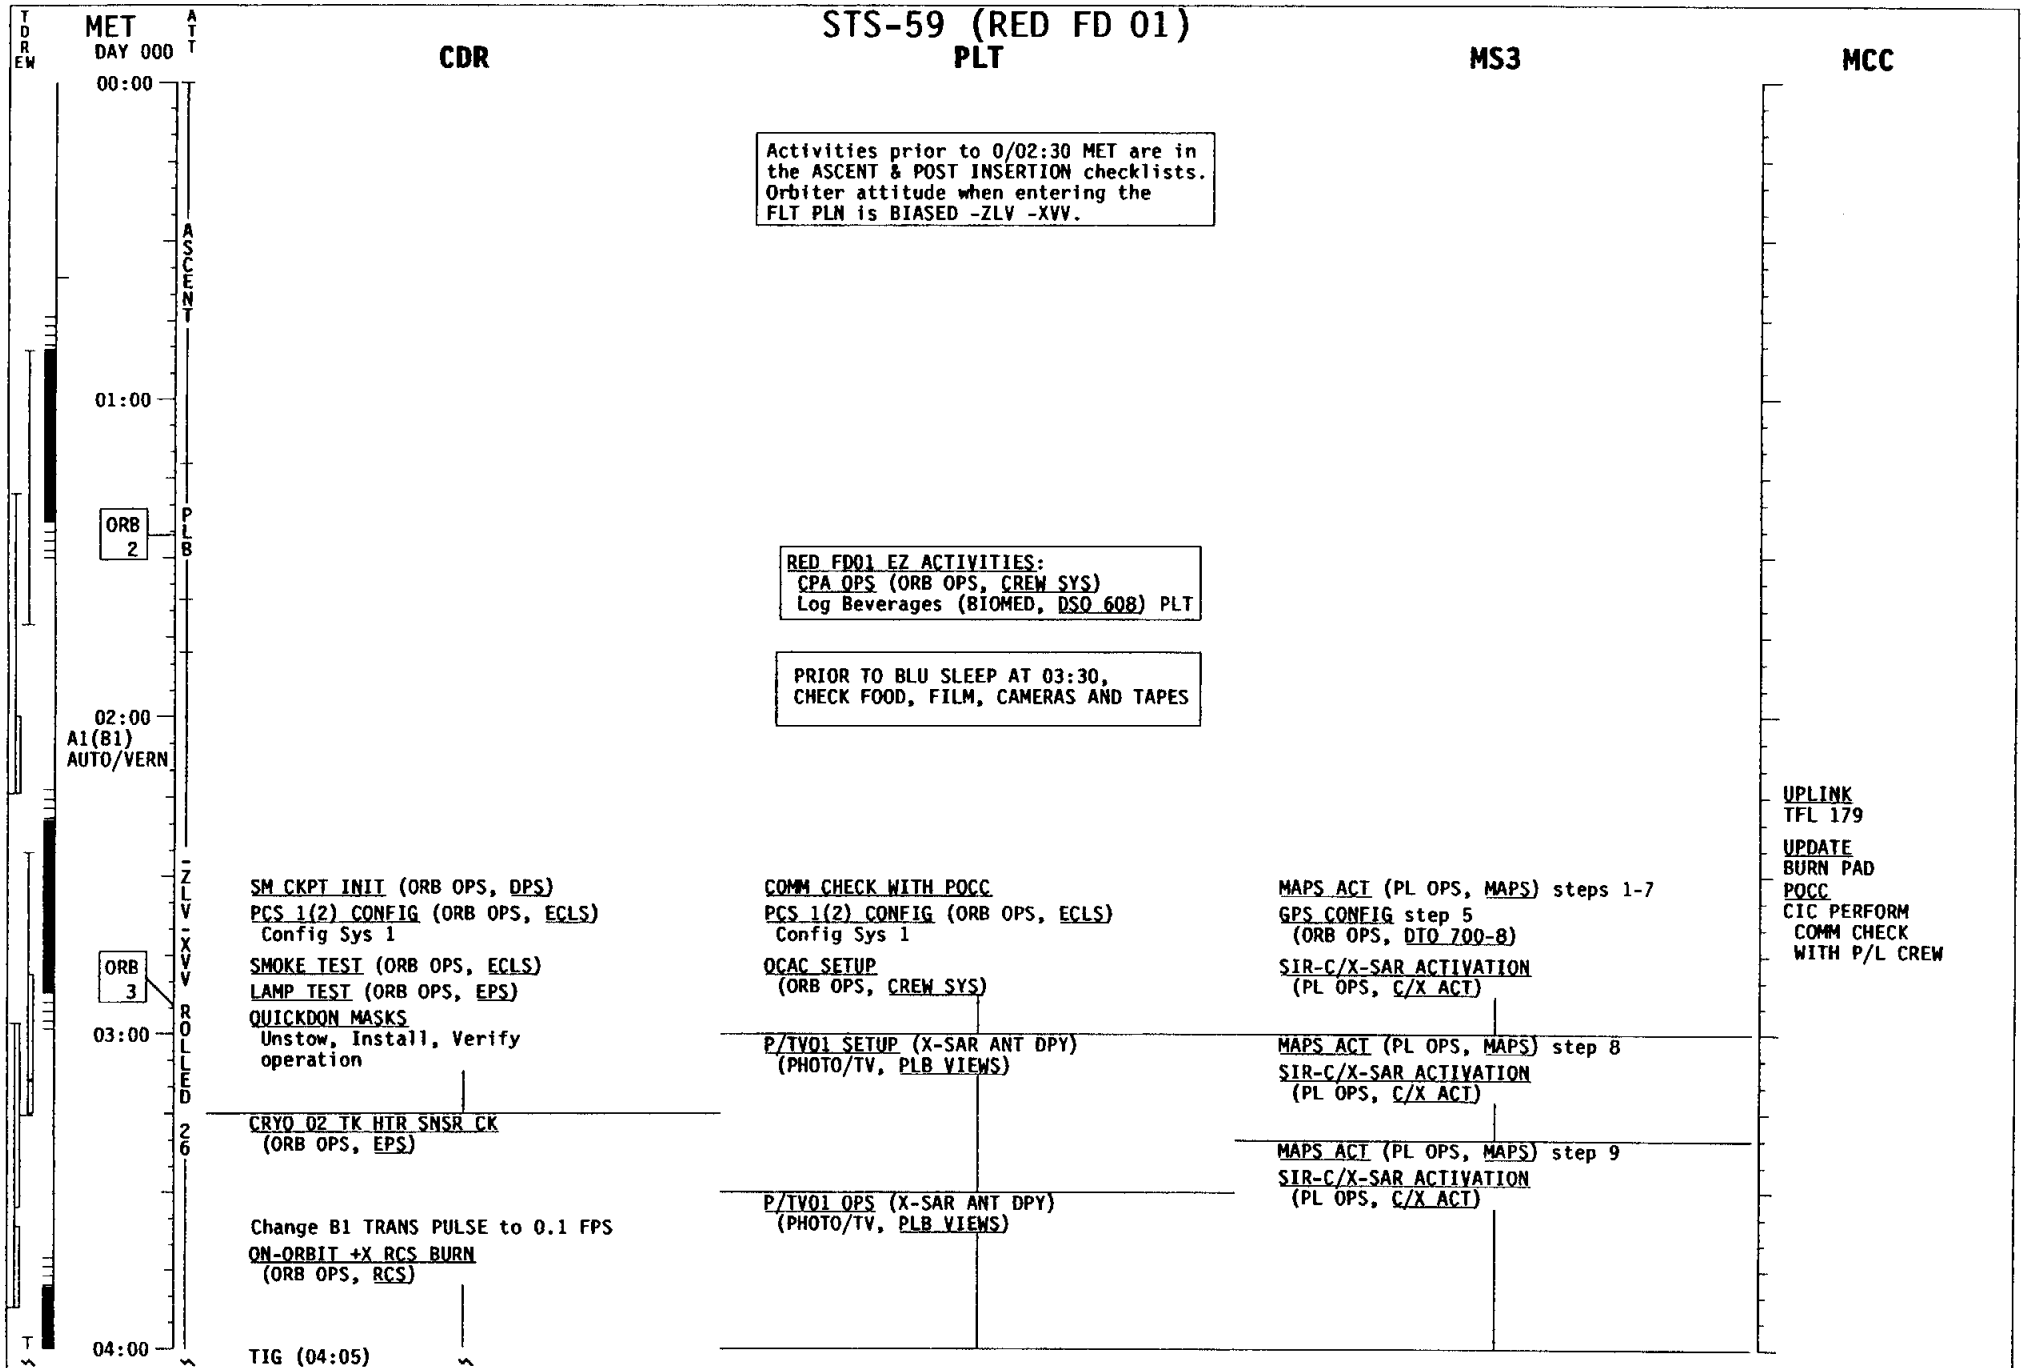 STS-59 (RED FD 01)
TDRE W
MET
DAY 000
ATT
CDR
PLT
MS3
MCC
00:00
Activities prior to 0/02:30 MET are in
the ASCENT & POST INSERTION checklists.
Orbiter attitude when entering the
FLT PLN is BIASED -ZLV -XVV.
ASCENT
01:00
ORB
2
PLB
RED FD01 EZ ACTIVITIES:
CPA OPS (ORB OPS, CREW SYS)
Log Beverages (BIOMED, DSO 608) PLT
PRIOR TO BLU SLEEP AT 03:30,
CHECK FOOD, FILM, CAMERAS AND TAPES
02:00
A1(B1)
AUTO/VERN
-ZLV -XVV ROLLED 26
ORB
3
03:00
04:00
SM CKPT INIT (ORB OPS, DPS)
PCS 1(2) CONFIG (ORB OPS, ECLS)
Config Sys 1
SMOKE TEST (ORB OPS, ECLS)
LAMP TEST (ORB OPS, EPS)
QUICKDON MASKS
Unstow, Install, Verify
operation
CRYO O2 TK HTR SNSR CK
(ORB OPS, EPS)
Change B1 TRANS PULSE to 0.1 FPS
ON-ORBIT +X RCS BURN
(ORB OPS, RCS)
TIG (04:05)
COMM CHECK WITH POCC
PCS 1(2) CONFIG (ORB OPS, ECLS)
Config Sys 1
OCAC SETUP
(ORB OPS, CREW SYS)
P/TV01 SETUP (X-SAR ANT DPY)
(PHOTO/TV, PLB VIEWS)
P/TV01 OPS (X-SAR ANT DPY)
(PHOTO/TV, PLB VIEWS)
MAPS ACT (PL OPS, MAPS) steps 1-7
GPS CONFIG step 5
(ORB OPS, DTO 700-8)
SIR-C/X-SAR ACTIVATION
(PL OPS, C/X ACT)
MAPS ACT (PL OPS, MAPS) step 8
SIR-C/X-SAR ACTIVATION
(PL OPS, C/X ACT)
MAPS ACT (PL OPS, MAPS) step 9
SIR-C/X-SAR ACTIVATION
(PL OPS, C/X ACT)
UPLINK
TFL 179
UPDATE
BURN PAD
POCC
CIC PERFORM
COMM CHECK
WITH P/L CREW